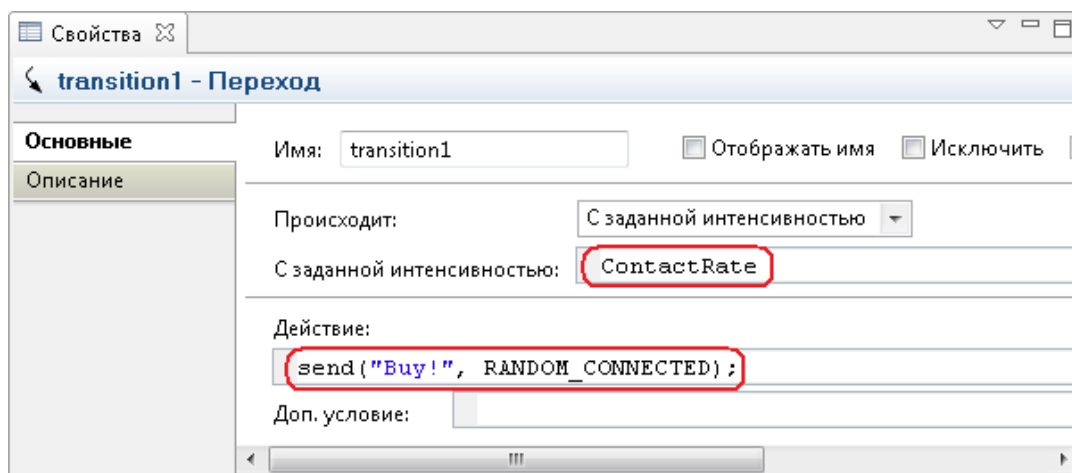 Свойства
transition1 - Переход
Основные
Описание
Имя: transition1 Отображать имя Исключить
Происходит: С заданной интенсивностью
С заданной интенсивностью: ContactRate
Действие:
send("Buy!", RANDOM_CONNECTED);
Доп. условие: